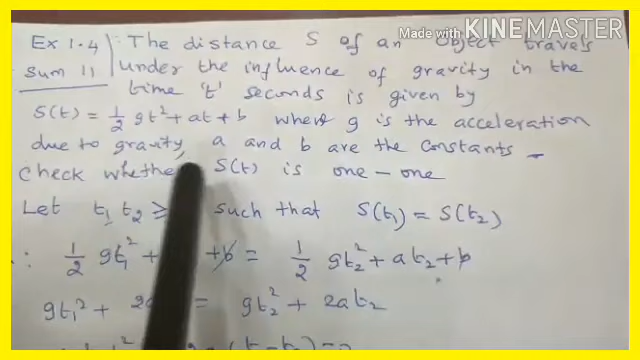 Made with KINEMASTER
Ex 1.4 The distance S of an object travels
Sum 11 under the influence of gravity in the
time 't' seconds is given by
S(t) = 1/2 gt² + at + b where g is the acceleration
due to gravity, a and b are the constants -
Check whether S(t) is one-one
Let t₁ t₂ ≥ such that S(t₁) = S(t₂)
∴ 1/2 gt₁² + +b = 1/2 gt₂² + at₂ + b
gt₁² + 2a = gt₂² + 2at₂